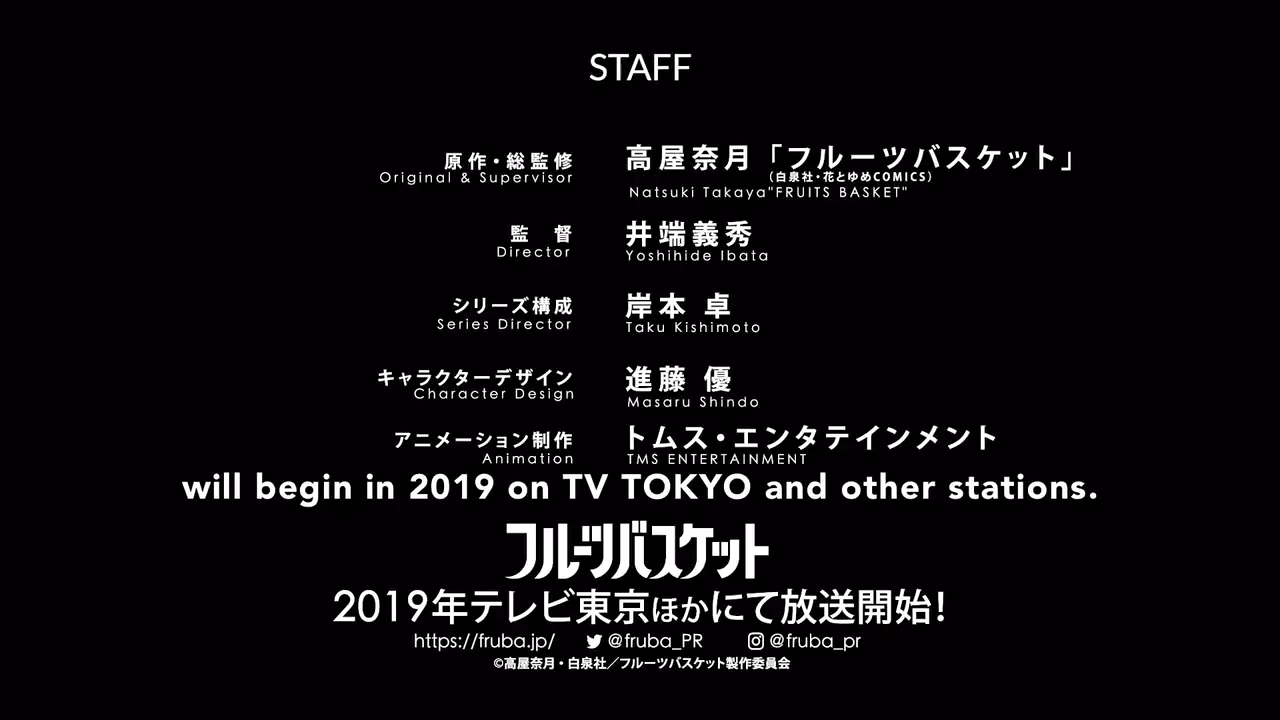 STAFF
原作・総監修
Original & Supervisor
高屋奈月「フルーツバスケット」
(白泉社・花とゆめCOMICS)
Natsuki Takaya"FRUITS BASKET"
監 督
Director
井端義秀
Yoshihide Ibata
シリーズ構成
Series Director
岸本 卓
Taku Kishimoto
キャラクターデザイン
Character Design
進藤 優
Masaru Shindo
アニメーション制作
Animation
トムス・エンタテインメント
TMS ENTERTAINMENT
will begin in 2019 on TV TOKYO and other stations.
フルーツバスケット
2019年テレビ東京ほかにて放送開始!
https://fruba.jp/ @fruba_PR @fruba_pr
©高屋奈月・白泉社／フルーツバスケット製作委員会